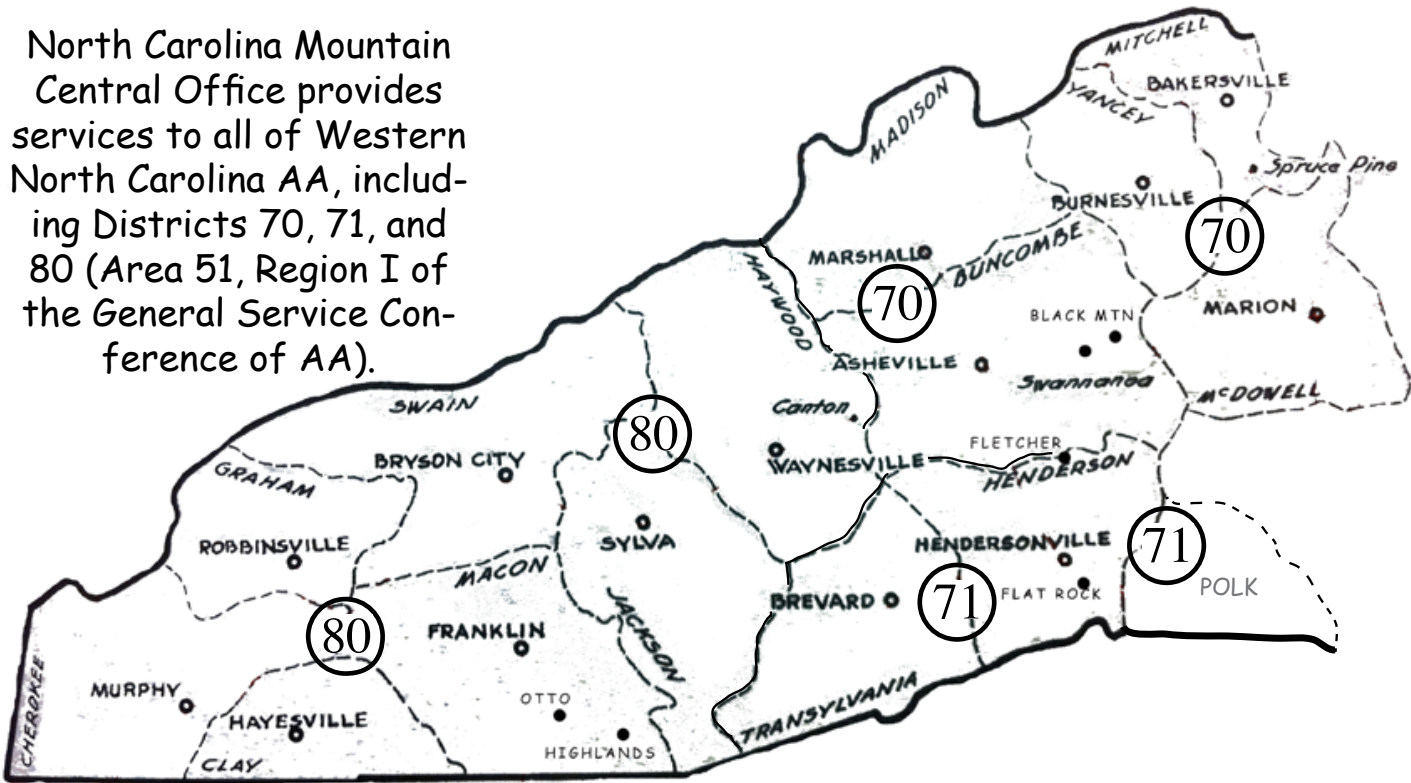 North Carolina Mountain
Central Office provides
services to all of Western
North Carolina AA, includ-
ing Districts 70, 71, and
80 (Area 51, Region I of
the General Service Con-
ference of AA).
MITCHELL
BAKERSVILLE
YANCEY
MADISON
Spruce Pine
BURNESVILLE
70
BUNCOMBE
MARSHALL
HAYWOOD
70
MARION
BLACK MTN
ASHEVILLE
Swannanoa
McDOWELL
SWAIN
Canton
80
FLETCHER
WAYNESVILLE
HENDERSON
BRYSON CITY
GRAHAM
ROBBINSVILLE
SYLVA
HENDERSONVILLE
71
MACON
POLK
BREVARD
71
FLAT ROCK
JACKSON
80
FRANKLIN
CHEROKEE
MURPHY
OTTO
TRANSYLVANIA
HAYESVILLE
HIGHLANDS
CLAY